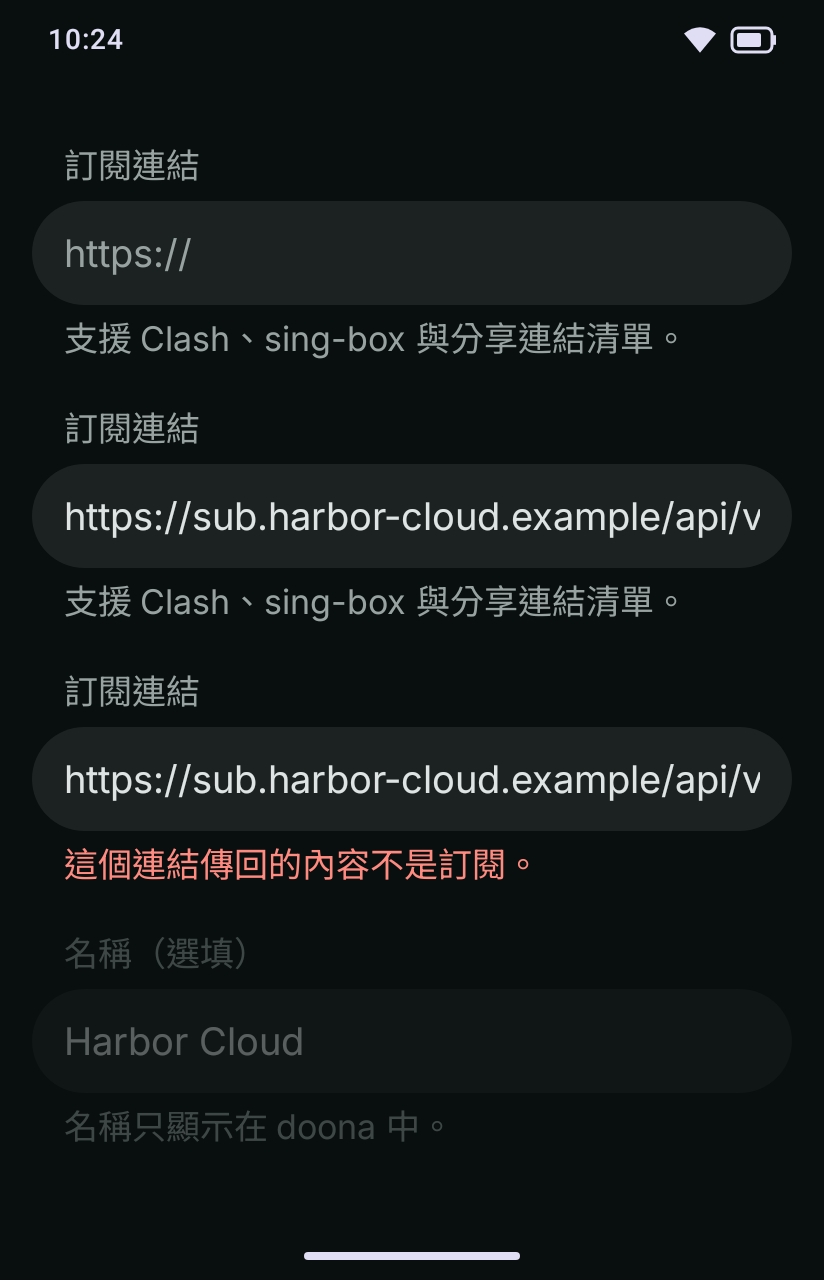 10:24
訂閱連結
https://
支援 Clash、sing-box 與分享連結清單。
訂閱連結
https://sub.harbor-cloud.example/api/v
支援 Clash、sing-box 與分享連結清單。
訂閱連結
https://sub.harbor-cloud.example/api/v
這個連結傳回的內容不是訂閱。
名稱（選填）
Harbor Cloud
名稱只顯示在 doona 中。